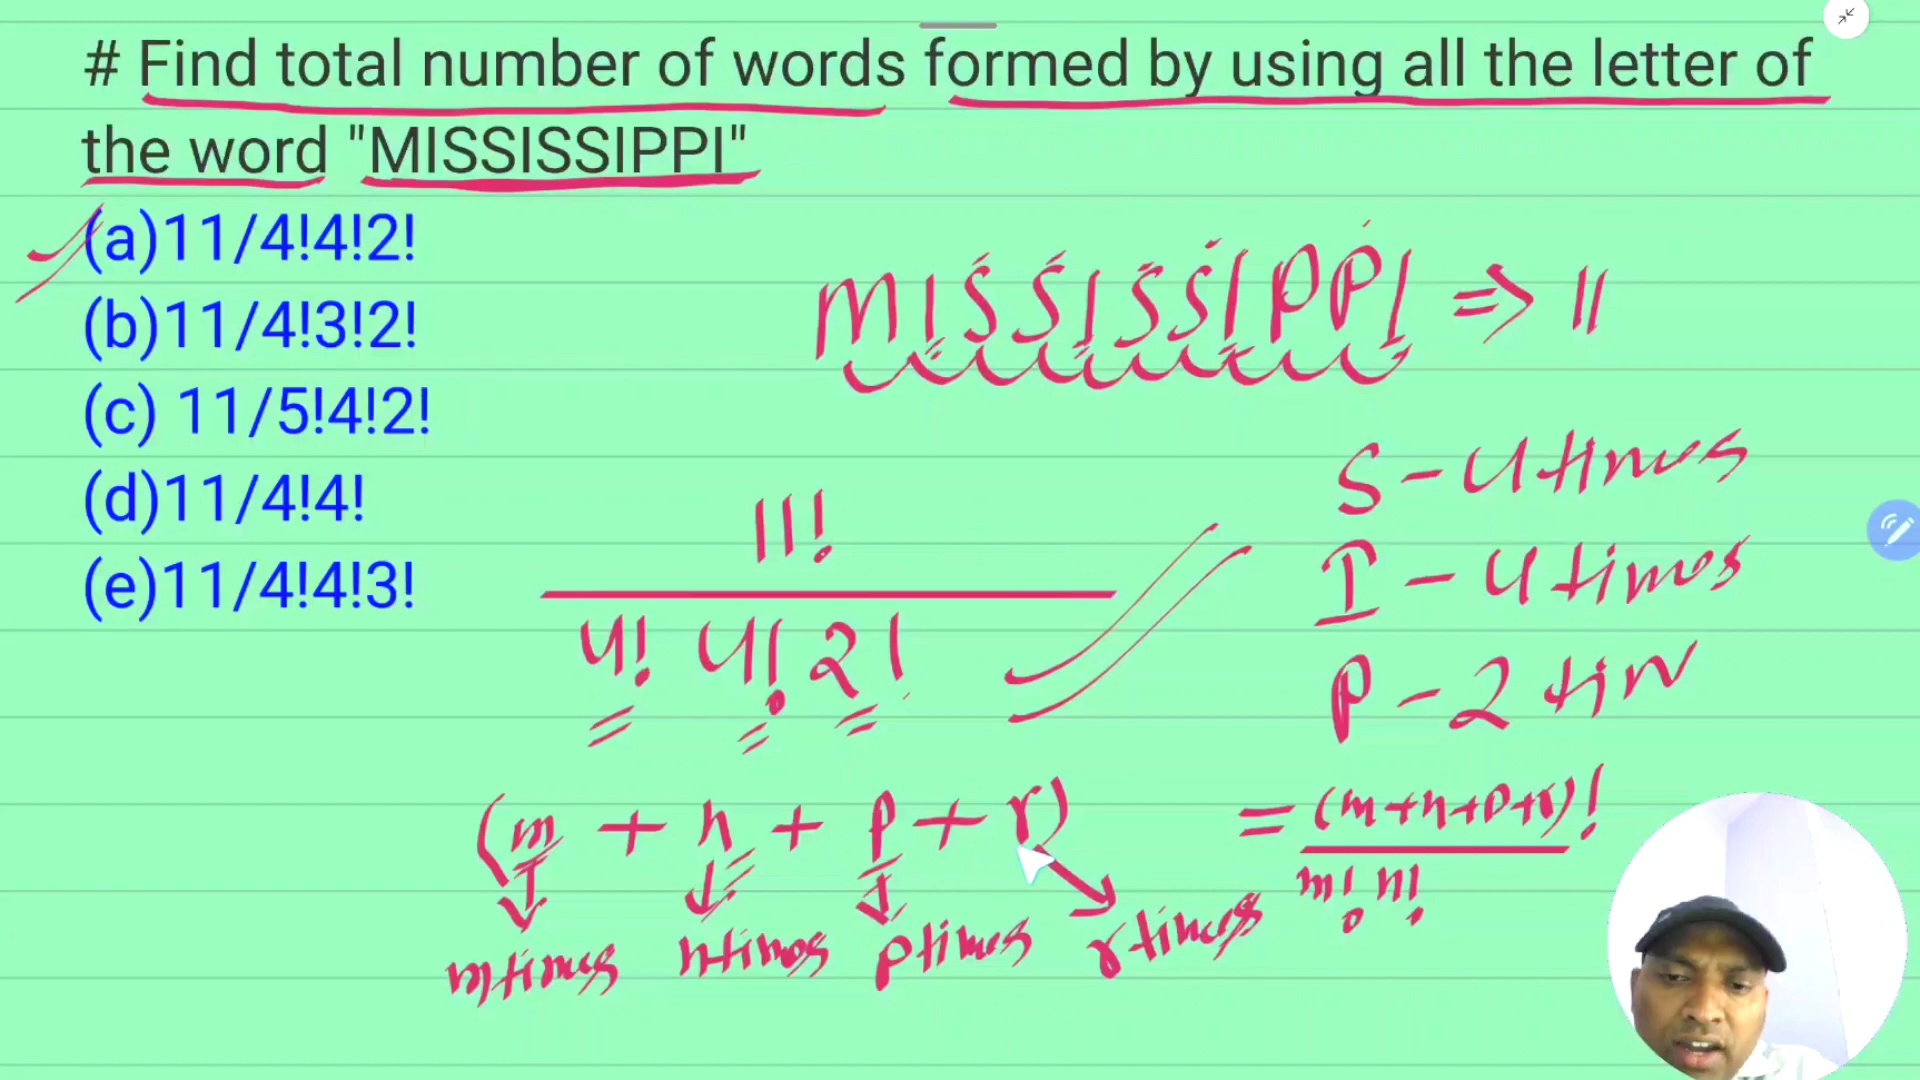 # Find total number of words formed by using all the letter of
the word "MISSISSIPPI"
(a)11/4!4!2!
(b)11/4!3!2!
(c) 11/5!4!2!
(d)11/4!4!
(e)11/4!4!3!
MISSISSIPPI => 11
S - 4 times
I - 4 times
P - 2 tim
11!
4! 4! 2!
(m + n + p + r)
m times n times p times r times
= (m+n+p+r)!
m! n!